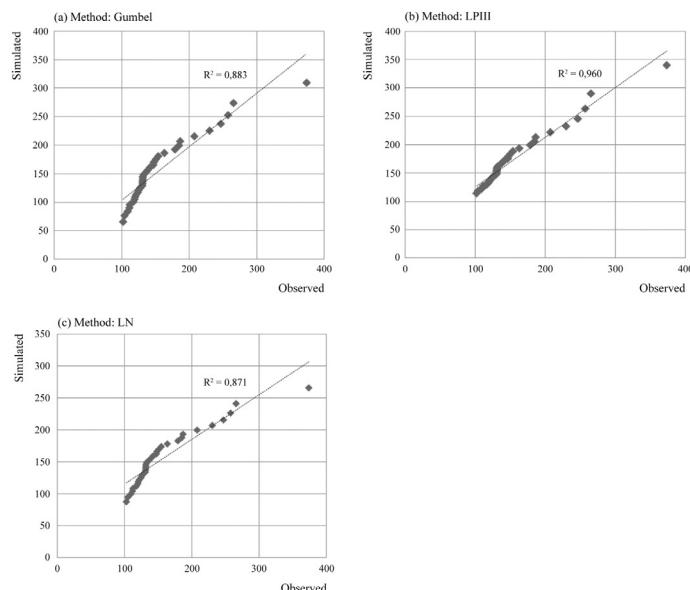 (a) Method: Gumbel
Simulated
400
350
300
250
200
150
100
50
0
R² = 0,883
0 100 200 300 400
Observed
(b) Method: LPIII
Simulated
400
350
300
250
200
150
100
50
0
R² = 0,960
0 100 200 300 400
Observed
(c) Method: LN
Simulated
350
300
250
200
150
100
50
0
R² = 0,871
0 100 200 300 400
Observed